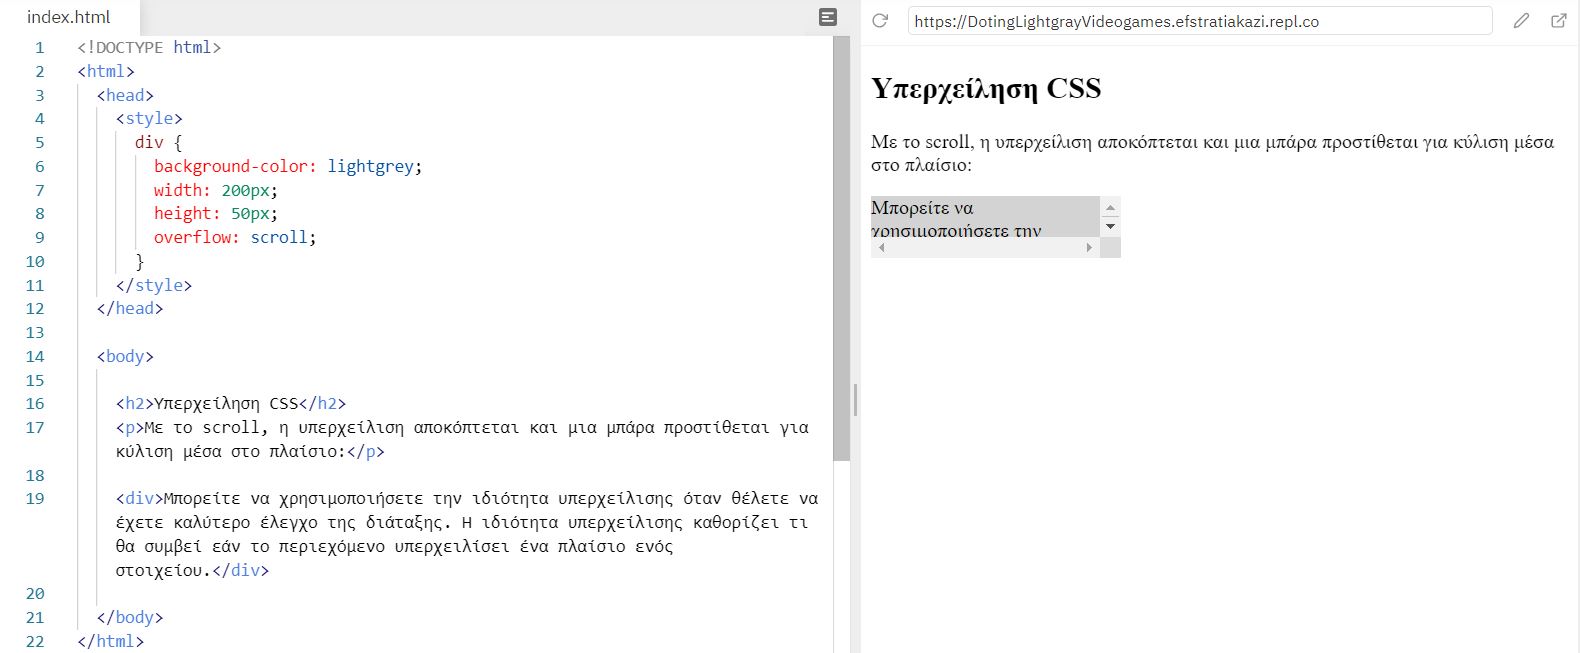 index.html
1 <!DOCTYPE html>
2 <html>
3 <head>
4 <style>
5 div {
6 background-color: lightgrey;
7 width: 200px;
8 height: 50px;
9 overflow: scroll;
10 }
11 </style>
12 </head>
13
14 <body>
15
16 <h2>Υπερχείληση CSS</h2>
17 <p>Με το scroll, η υπερχείλιση αποκόπτεται και μια μπάρα προστίθεται για
κύλιση μέσα στο πλαίσιο:</p>
18
19 <div>Μπορείτε να χρησιμοποιήσετε την ιδιότητα υπερχείλισης όταν θέλετε να
έχετε καλύτερο έλεγχο της διάταξης. Η ιδιότητα υπερχείλισης καθορίζει τι
θα συμβεί εάν το περιεχόμενο υπερχειλίσει ένα πλαίσιο ενός
στοιχείου.</div>
20
21 </body>
22 </html>
https://DotingLightgrayVideogames.efstratiakazi.repl.co
Υπερχείληση CSS
Με το scroll, η υπερχείλιση αποκόπτεται και μια μπάρα προστίθεται για κύλιση μέσα
στο πλαίσιο:
Μπορείτε να
χρησιμοποιήσετε την